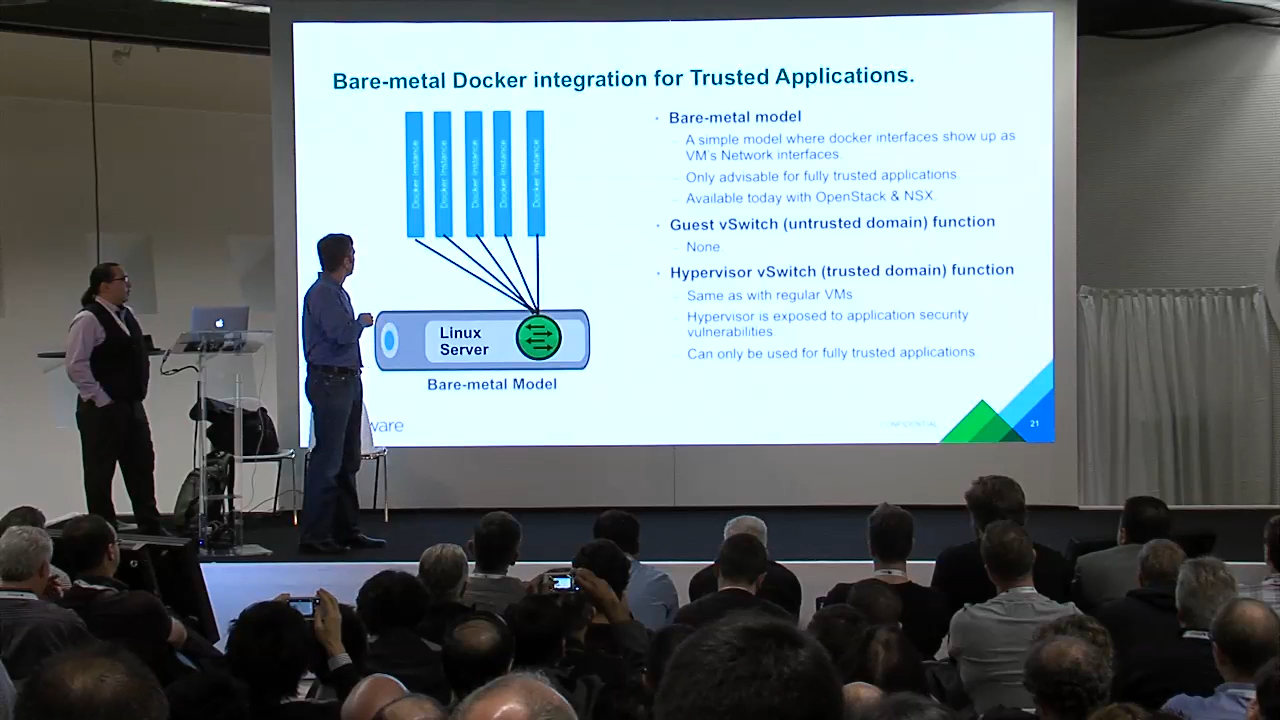 Bare-metal Docker integration for Trusted Applications.
Docker Instance
Docker Instance
Docker Instance
Docker Instance
Docker Instance
Linux
Server
Bare-metal Model
· Bare-metal model
- A simple model where docker interfaces show up as
VM's Network interfaces.
- Only advisable for fully trusted applications
- Available today with OpenStack & NSX.
· Guest vSwitch (untrusted domain) function
- None
· Hypervisor vSwitch (trusted domain) function
- Same as with regular VMs
- Hypervisor is exposed to application security
vulnerabilities
- Can only be used for fully trusted applications
ware
CONFIDENTIAL
21